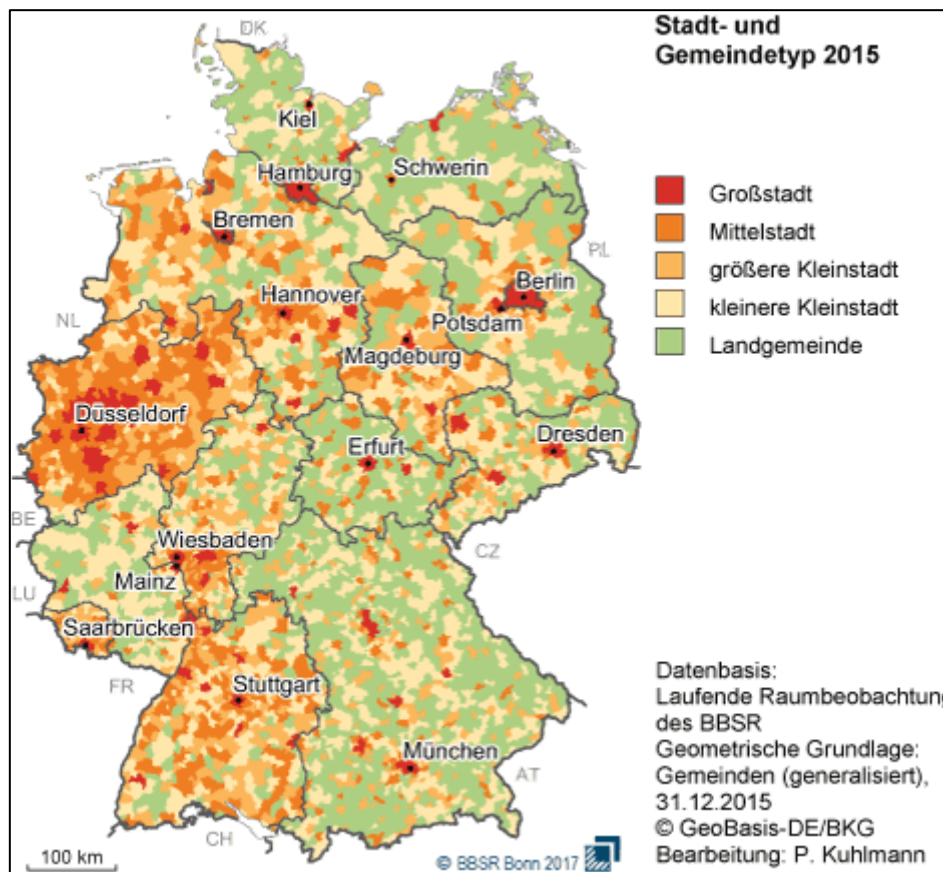 Stadt- und
Gemeindetyp 2015
Großstadt
Mittelstadt
größere Kleinstadt
kleinere Kleinstadt
Landgemeinde
DK
Kiel
Hamburg
Schwerin
Bremen
PL
Berlin
Hannover
Potsdam
NL
Magdeburg
Düsseldorf
Erfurt
Dresden
BE
Wiesbaden
CZ
Mainz
LU
Saarbrücken
FR
Stuttgart
München
AT
CH
Datenbasis:
Laufende Raumbeobachtung
des BBSR
Geometrische Grundlage:
Gemeinden (generalisiert),
31.12.2015
© GeoBasis-DE/BKG
Bearbeitung: P. Kuhlmann
100 km
© BBSR Bonn 2017